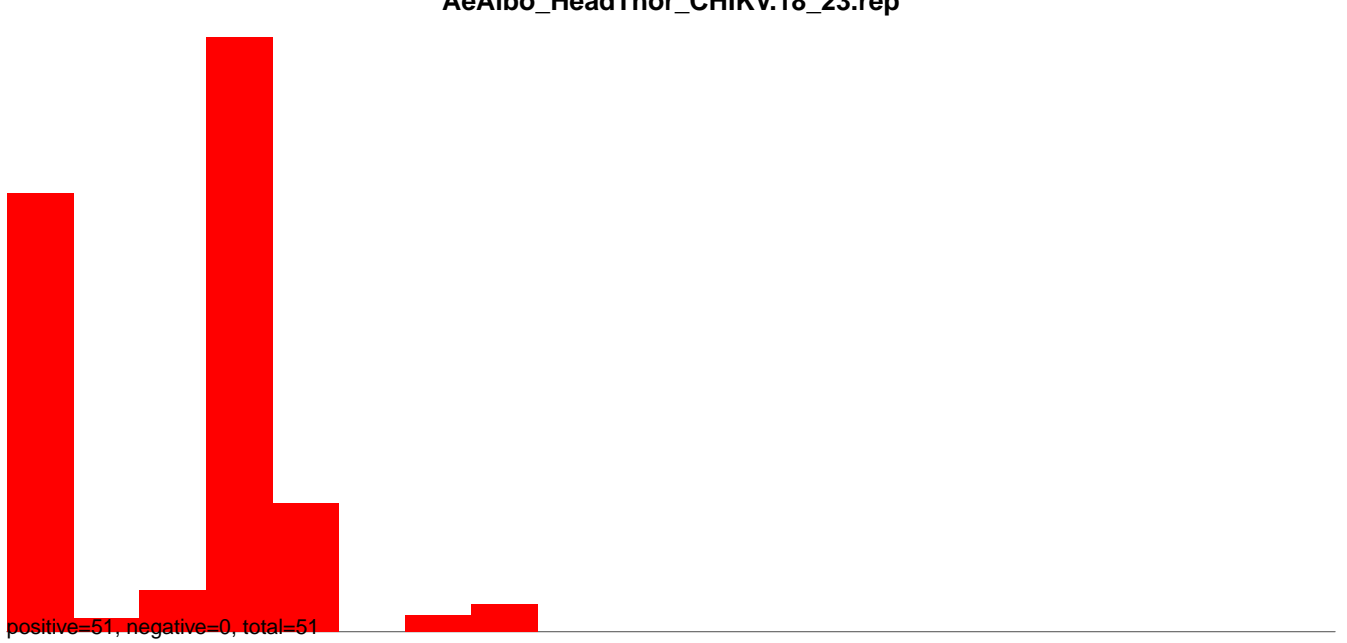 AeAlbo_HeadThor_CHIKV.18_23.rep
positive=51, negative=0, total=51